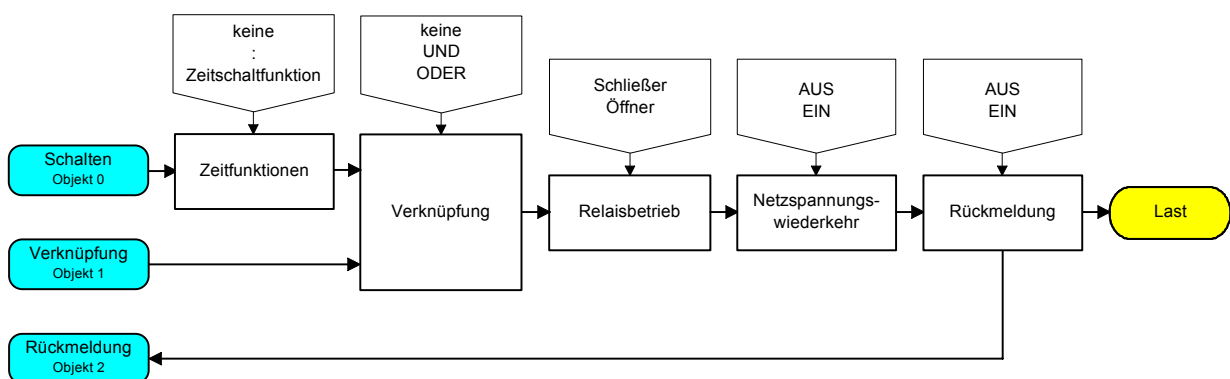 keine
:
Zeitschaltfunktion
keine
UND
ODER
Schließer
Öffner
AUS
EIN
AUS
EIN
Schalten
Objekt 0
Zeitfunktionen
Verknüpfung
Relaisbetrieb
Netzspannungs-
wiederkehr
Rückmeldung
Last
Verknüpfung
Objekt 1
Rückmeldung
Objekt 2